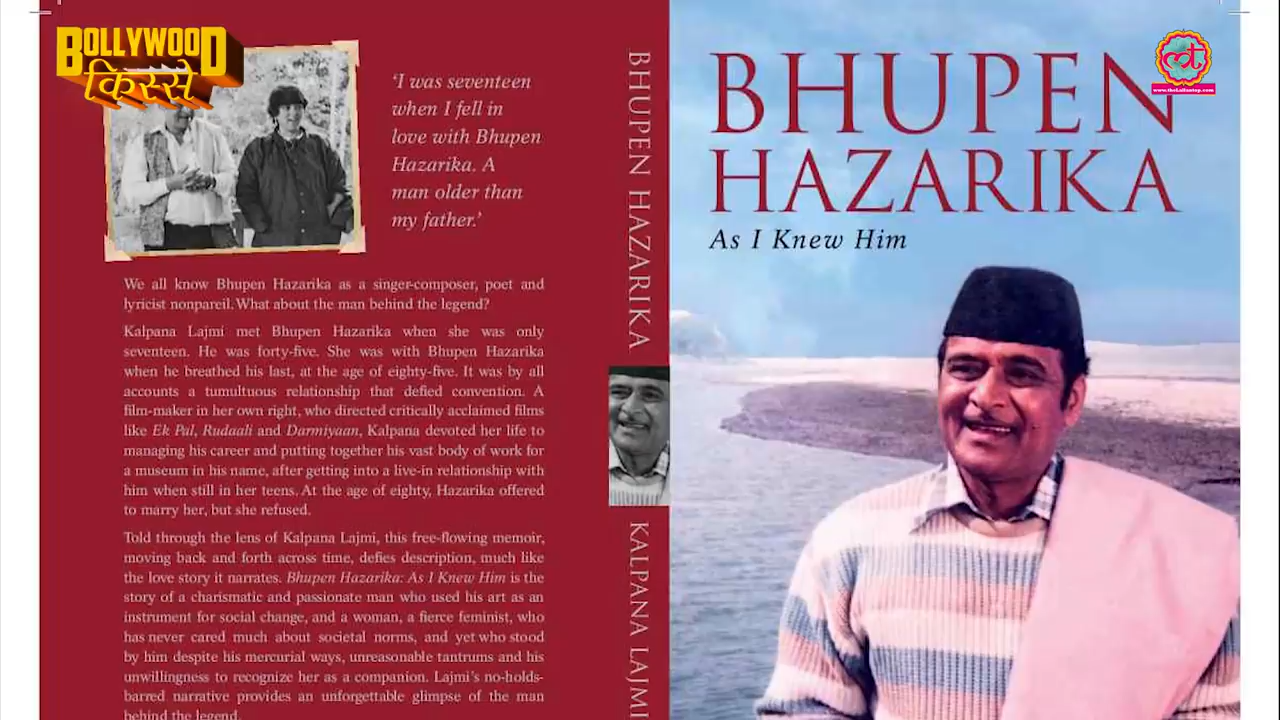 BOLLYWOOD
किस्से
'I was seventeen
when I fell in
love with Bhupen
Hazarika. A
man older than
my father.'
We all know Bhupen Hazarika as a singer-composer, poet and
lyricist nonpareil. What about the man behind the legend?
Kalpana Lajmi met Bhupen Hazarika when she was only
seventeen. He was forty-five. She was with Bhupen Hazarika
when he breathed his last, at the age of eighty-five. It was by all
accounts a tumultuous relationship that defied convention. A
film-maker in her own right, who directed critically acclaimed films
like Ek Pal, Rudaali and Darmiyaan, Kalpana devoted her life to
managing his career and putting together his vast body of work for
a museum in his name, after getting into a live-in relationship with
him when still in her teens. At the age of eighty, Hazarika offered
to marry her, but she refused.
Told through the lens of Kalpana Lajmi, this free-flowing memoir,
moving back and forth across time, defies description, much like
the love story it narrates. Bhupen Hazarika: As I Knew Him is the
story of a charismatic and passionate man who used his art as an
instrument for social change, and a woman, a fierce feminist, who
has never cared much about societal norms, and yet who stood
by him despite his mercurial ways, unreasonable tantrums and his
unwillingness to recognize her as a companion. Lajmi's no-holds-
barred narrative provides an unforgettable glimpse of the man
behind the legend.
BHUPEN HAZARIKA
KALPANA LAJMI
BHUPEN
HAZARIKA
As I Knew Him
लT
www.theLallantop.com